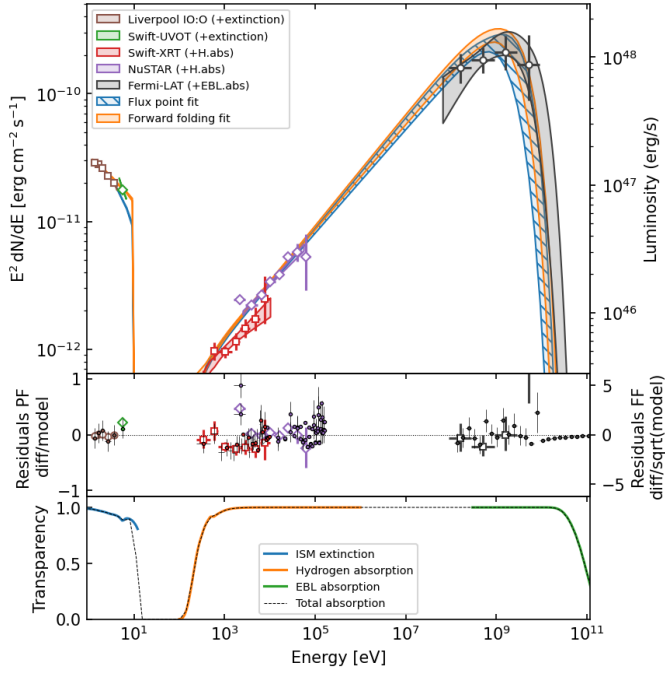 Liverpool IO:O (+extinction)
Swift-UVOT (+extinction)
Swift-XRT (+H.abs)
NuSTAR (+H.abs)
Fermi-LAT (+EBL.abs)
Flux point fit
Forward folding fit
E² dN/dE [erg cm⁻² s⁻¹]
10⁻¹⁰
10⁻¹¹
10⁻¹²
Luminosity (erg/s)
10⁴⁸
10⁴⁷
10⁴⁶
Residuals PF
diff/model
1
0
−1
Residuals FF
diff/sqrt(model)
5
0
−5
Transparency
1.0
0.5
0.0
ISM extinction
Hydrogen absorption
EBL absorption
Total absorption
10¹ 10³ 10⁵ 10⁷ 10⁹ 10¹¹
Energy [eV]